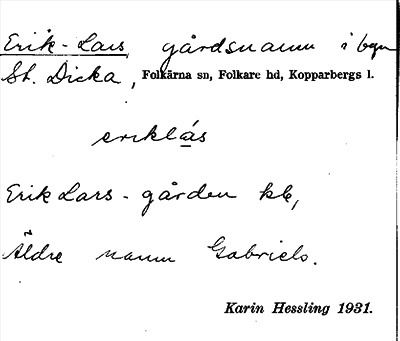 Erik-Lars, gårdsnamn i byn
St. Dicka, Folkärna sn, Folkare hd, Kopparbergs l.
eriklás
Erik Lars-gården kk,
Äldre namn Gabriels.
Karin Hessling 1931.